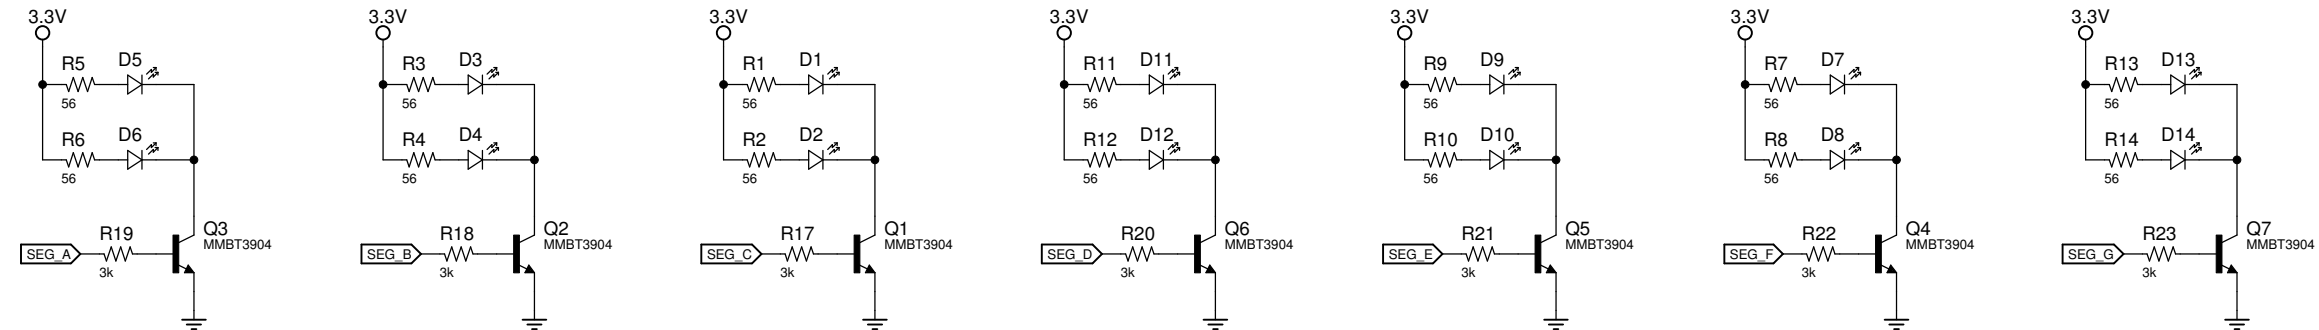 3.3V
R5 D5
56
R6 D6
56
R19
SEG_A
3k
Q3
MMBT3904
3.3V
R3 D3
56
R4 D4
56
R18
SEG_B
3k
Q2
MMBT3904
3.3V
R1 D1
56
R2 D2
56
R17
SEG_C
3k
Q1
MMBT3904
3.3V
R11 D11
56
R12 D12
56
R20
SEG_D
3k
Q6
MMBT3904
3.3V
R9 D9
56
R10 D10
56
R21
SEG_E
3k
Q5
MMBT3904
3.3V
R7 D7
56
R8 D8
56
R22
SEG_F
3k
Q4
MMBT3904
3.3V
R13 D13
56
R14 D14
56
R23
SEG_G
3k
Q7
MMBT3904